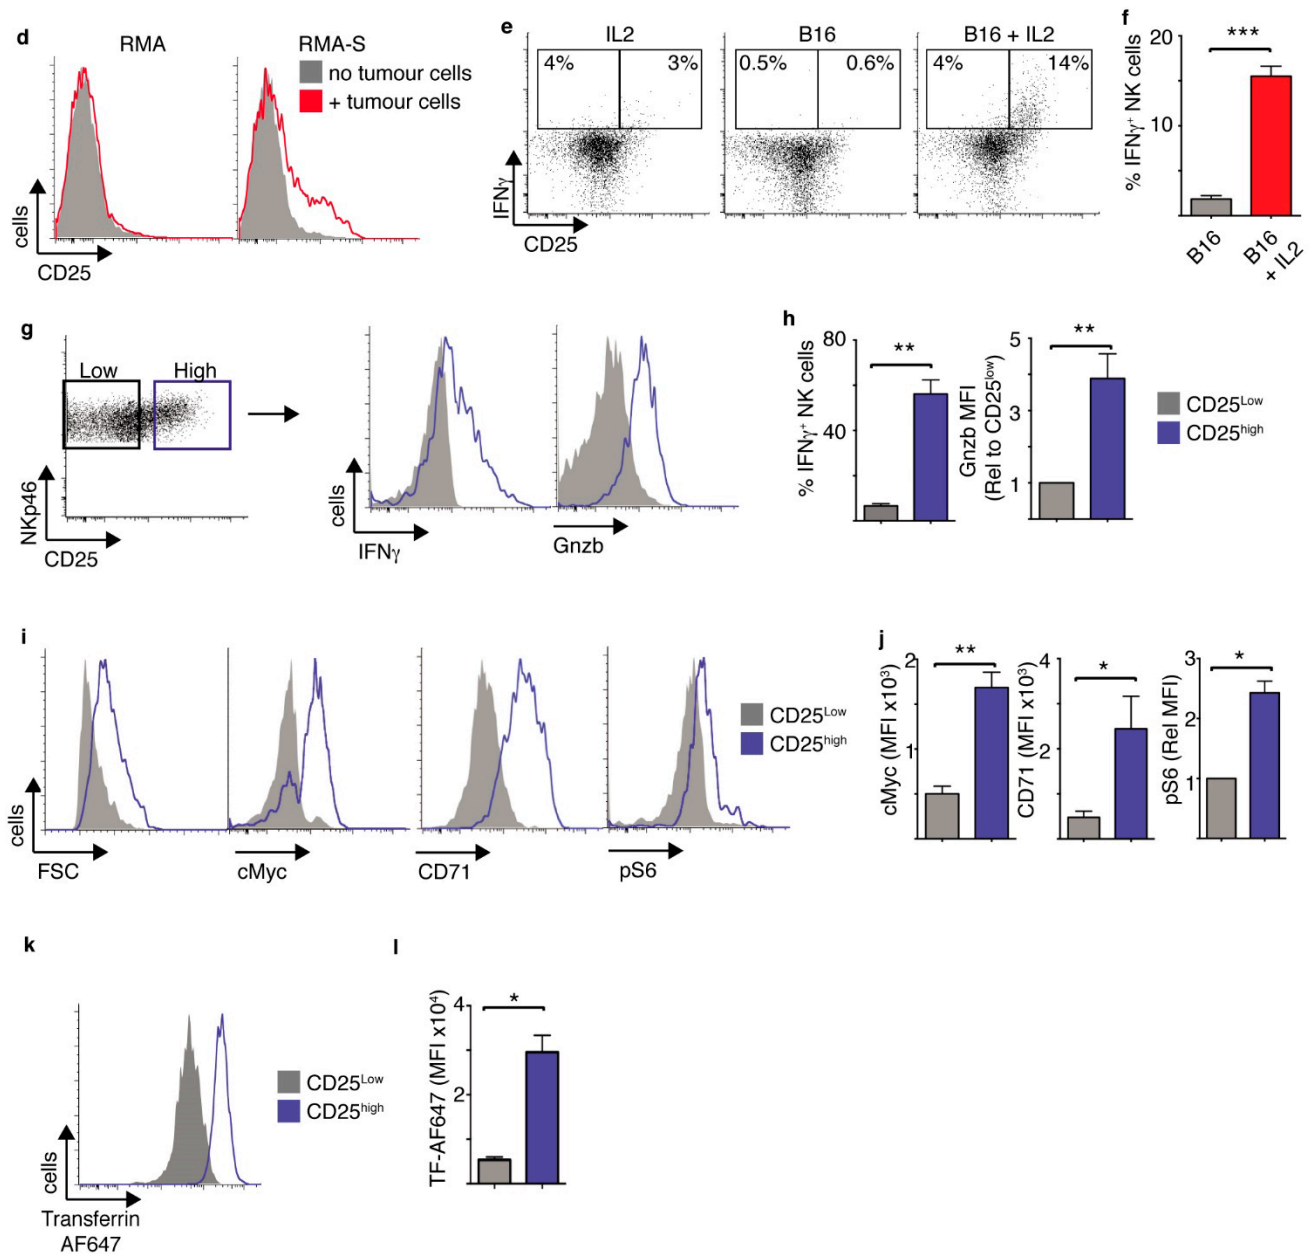 d
RMA
RMA-S
no tumour cells
+ tumour cells
cells
CD25
e
IL2
B16
B16 + IL2
4%
3%
0.5%
0.6%
4%
14%
IFNγ
CD25
f
***
20
10
% IFNγ⁺ NK cells
B16
B16
+ IL2
g
Low
High
NKp46
CD25
cells
IFNγ
Gnzb
h
80
40
% IFNγ⁺ NK cells
**
5
3
1
Gnzb MFI
(Rel to CD25ˡᵒʷ)
**
CD25ᴸᵒʷ
CD25ʰⁱᵍʰ
i
cells
FSC
cMyc
CD71
pS6
CD25ᴸᵒʷ
CD25ʰⁱᵍʰ
j
2
1
cMyc (MFI x10³)
**
4
2
CD71 (MFI x10³)
*
3
2
1
pS6 (Rel MFI)
*
k
cells
Transferrin
AF647
CD25ᴸᵒʷ
CD25ʰⁱᵍʰ
l
4
2
TF-AF647 (MFI x10⁴)
*